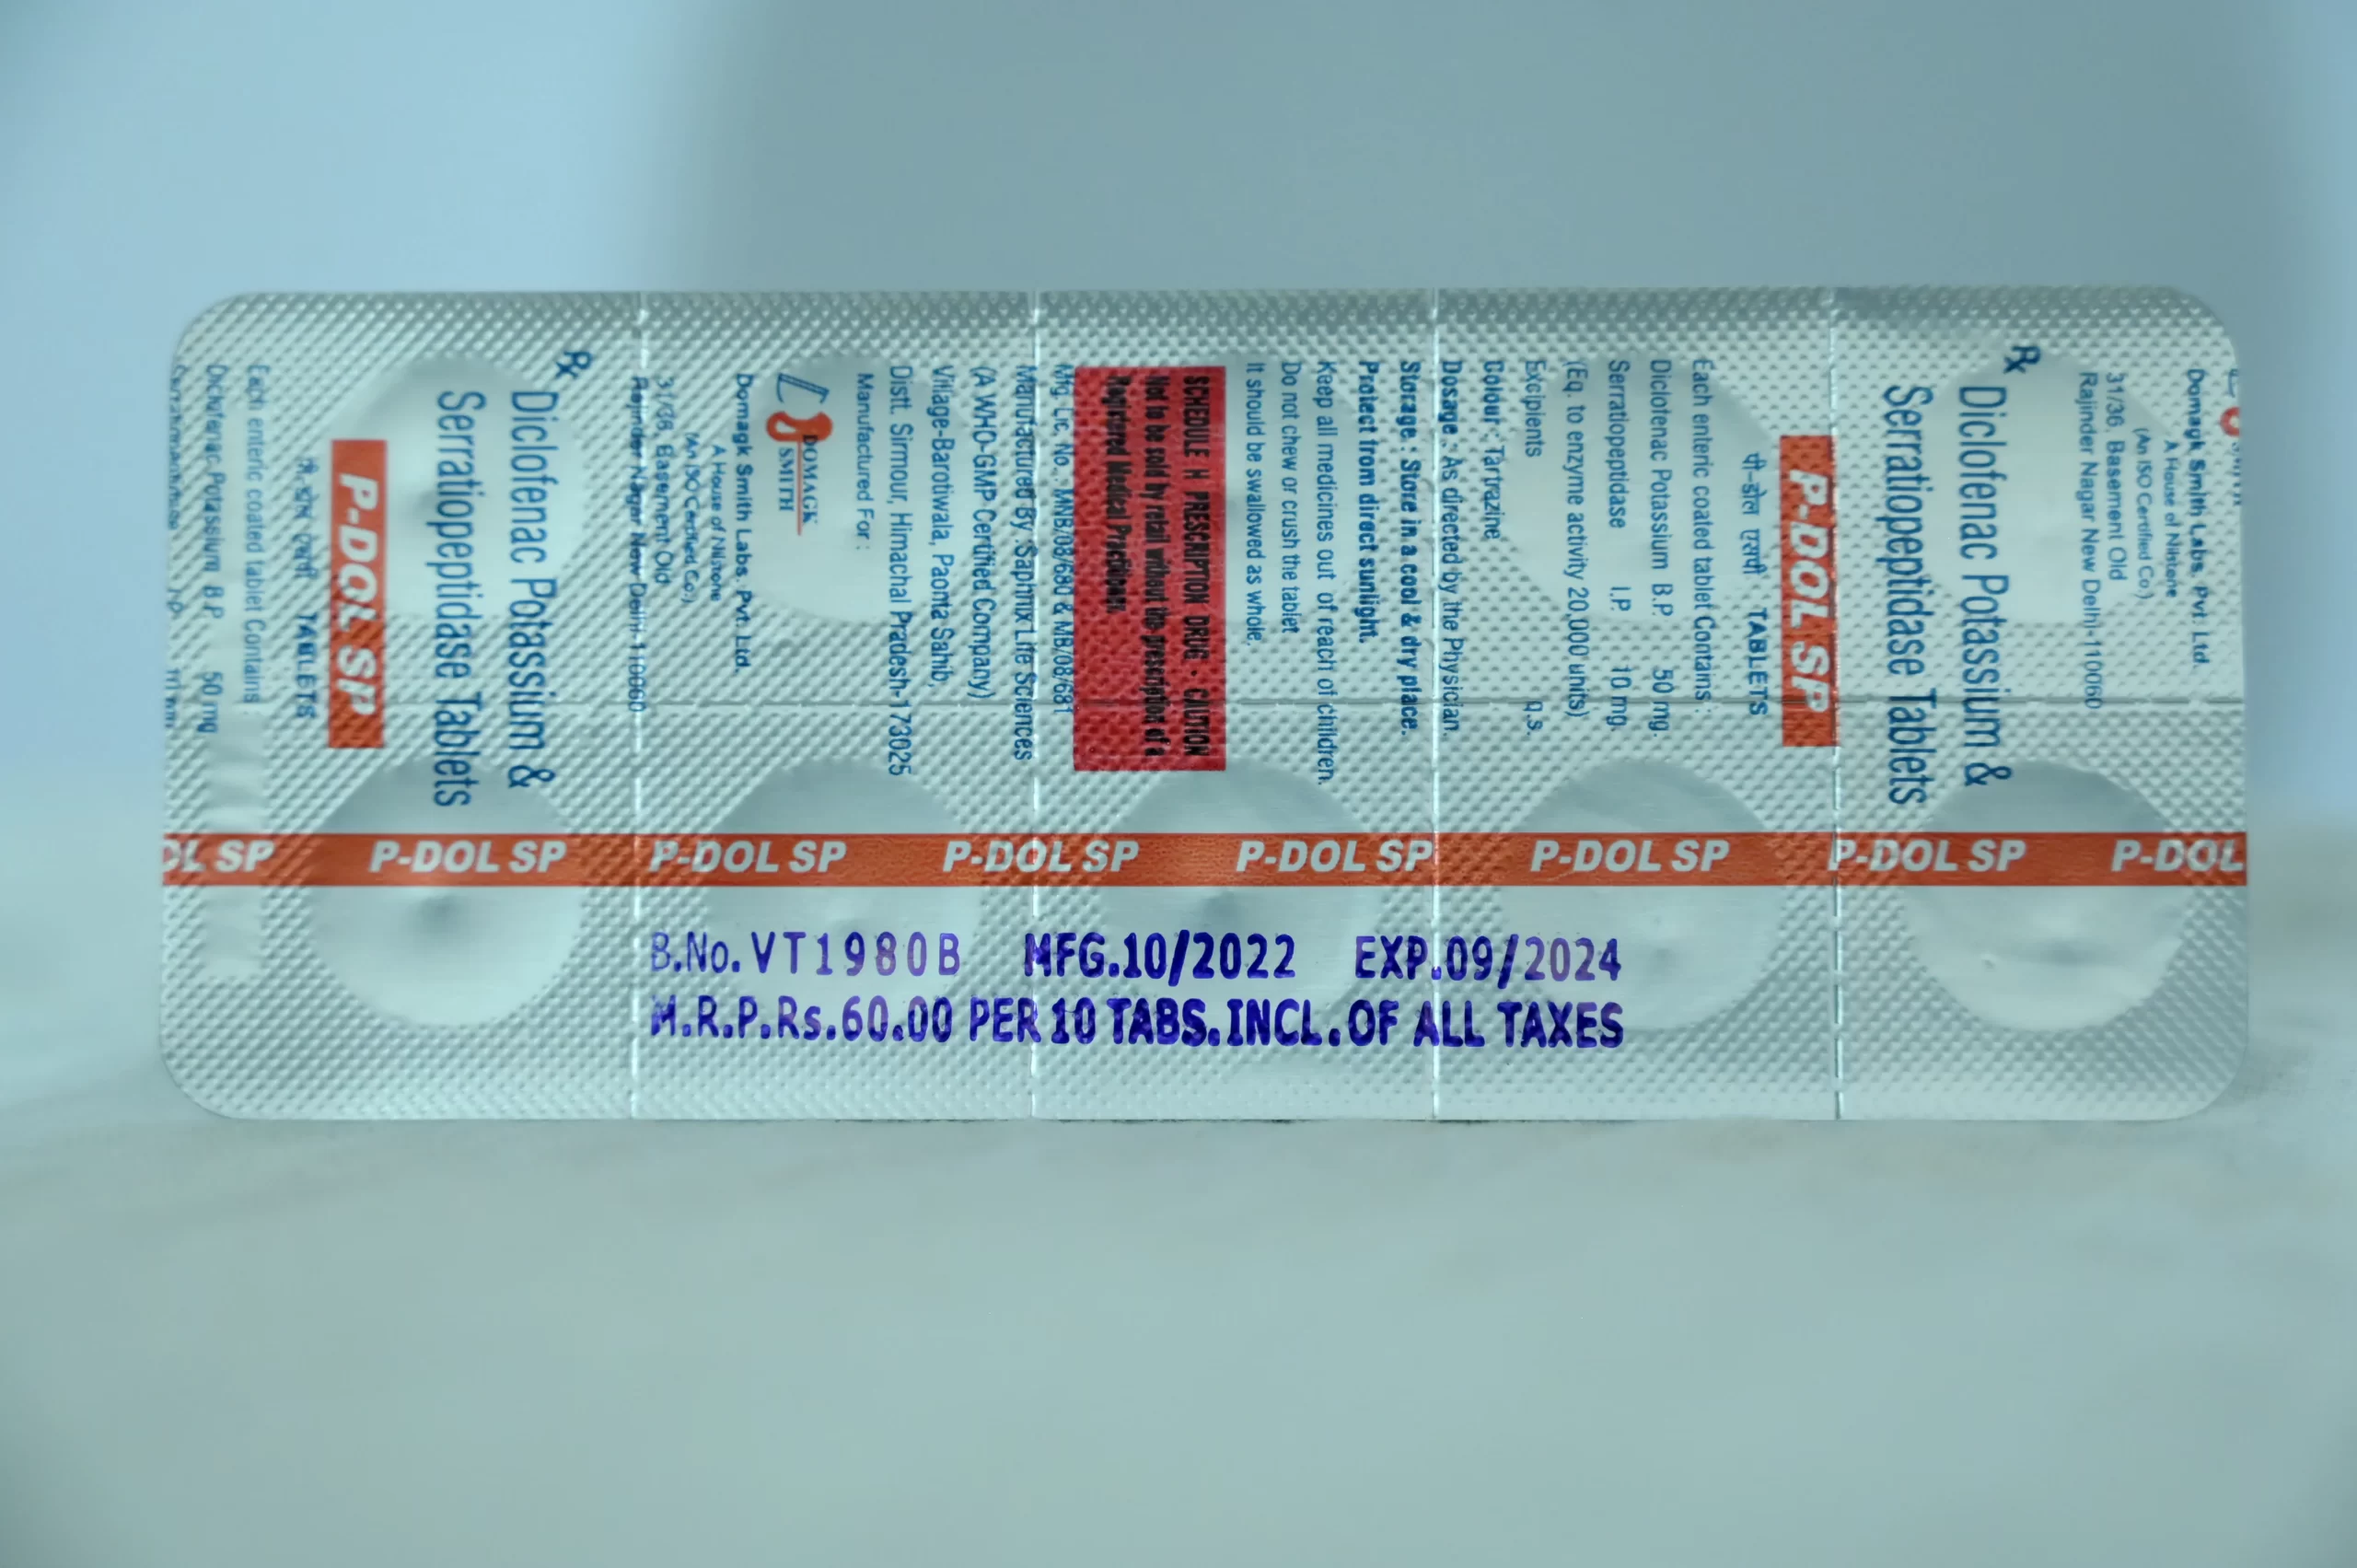 Domagk Smith Labs. Pvt. Ltd.
A House of Nilstone
(An ISO Certified Co.)
31/36, Basement Old
Rajinder Nagar New Delhi-110060
Rx
Diclofenac Potassium &
Serratiopeptidase Tablets
P-DOL SP
पी-डोल एसपी TABLETS
Each enteric coated tablet Contains :
Diclofenac Potassium B.P. 50 mg.
Serratiopeptidase I.P. 10 mg.
(Eq. to enzyme activity 20,000 units)
Excipients q.s.
Colour : Tartrazine
Dosage : As directed by the Physician.
Storage : Store in a cool & dry place.
Protect from direct sunlight.
Keep all medicines out of reach of children.
Do not chew or crush the tablet
It should be swallowed as whole.
SCHEDULE H PRESCRIPTION DRUG - CAUTION
Not to be sold by retail without the prescription of a
Registered Medical Practitioner.
Mfg. Lic. No.: MNB/08/680 & MB/08/681
Manufactured By :Saphnix Life Sciences
(A WHO-GMP Certified Company)
Village-Barotiwala, Paonta Sahib,
Distt. Sirmour, Himachal Pradesh-173025
Manufactured For :
DOMAGK
SMITH
Domagk Smith Labs. Pvt. Ltd.
A House of Nilstone
(An ISO Certified Co.)
31/36, Basement Old
Rajinder Nagar New Delhi-110060
Rx
Diclofenac Potassium &
Serratiopeptidase Tablets
P-DOL SP
TABLETS
Each enteric coated tablet Contains :
Diclofenac Potassium B.P. 50 mg
OL SP P-DOL SP P-DOL SP P-DOL SP P-DOL SP P-DOL SP P-DOL SP P-DOL
B.No.VT1980B MFG.10/2022 EXP.09/2024
M.R.P.Rs.60.00 PER 10 TABS.INCL.OF ALL TAXES